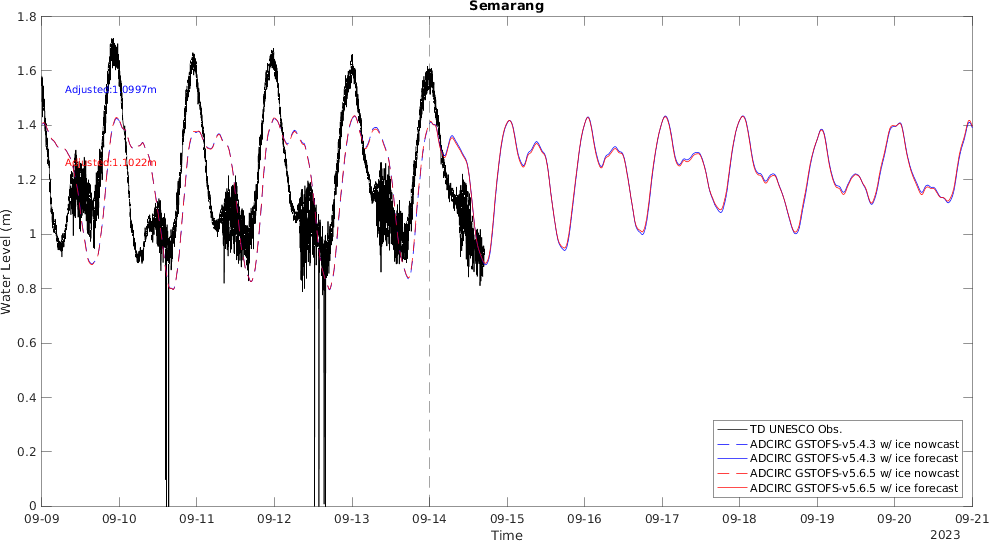 Semarang
1.8
1.6
1.4
1.2
1
0.8
0.6
0.4
0.2
0
Water Level (m)
Adjusted:1.0997m
Adjusted:1.1022m
TD UNESCO Obs.
ADCIRC GSTOFS-v5.4.3 w/ ice nowcast
ADCIRC GSTOFS-v5.4.3 w/ ice forecast
ADCIRC GSTOFS-v5.6.5 w/ ice nowcast
ADCIRC GSTOFS-v5.6.5 w/ ice forecast
09-09 09-10 09-11 09-12 09-13 09-14 09-15 09-16 09-17 09-18 09-19 09-20 09-21
Time
2023